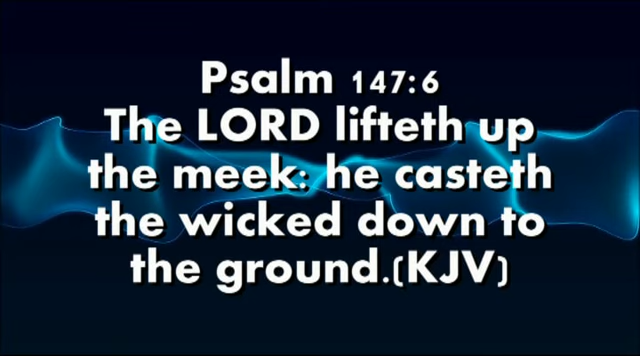 Psalm 147:6
The LORD lifteth up
the meek: he casteth
the wicked down to
the ground.(KJV)